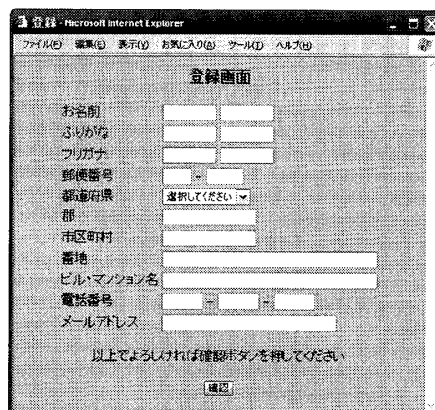 登録 - Microsoft Internet Explorer
ファイル(F) 編集(E) 表示(V) お気に入り(A) ツール(T) ヘルプ(H)
登録画面
お名前
ふりがな
フリガナ
郵便番号 -
都道府県 選択してください
郡
市区町村
番地
ビル・マンション名
電話番号 - -
メールアドレス
以上でよろしければ確認ボタンを押してください
確認